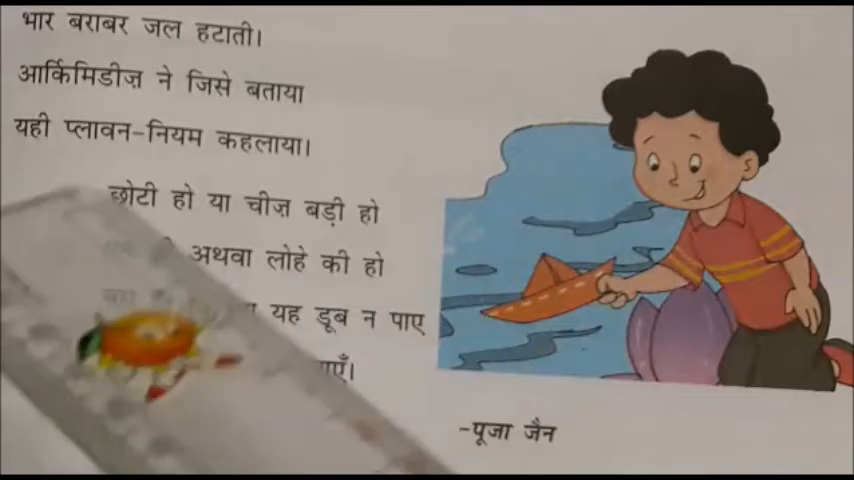 भार बराबर जल हटाती।
आर्किमिडीज़ ने जिसे बताया
यही प्लावन-नियम कहलाया।
छोटी हो या चीज़ बड़ी हो
अथवा लोहे की हो
यह डूब न पाए
-पूजा जैन